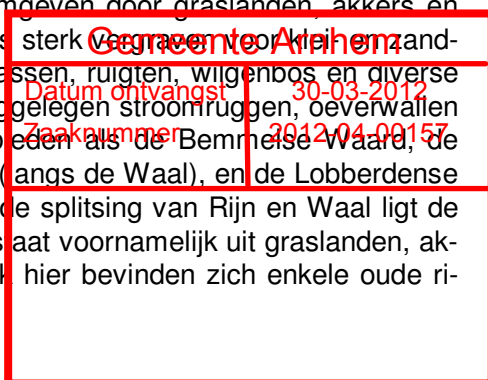 mgeven door graslanden, akkers en
s sterk vergraven voor klei- en zand-
assen, ruigten, wilgenbos en diverse
ggelegen stroomruggen, oeverwallen
eden als de Bemmelse Waard, de
(langs de Waal), en de Lobberdense
de splitsing van Rijn en Waal ligt de
aat voornamelijk uit graslanden, ak-
k hier bevinden zich enkele oude ri-
Gemeente Arnhem
Datum ontvangst 30-03-2012
Zaaknummer 2012-04-00157